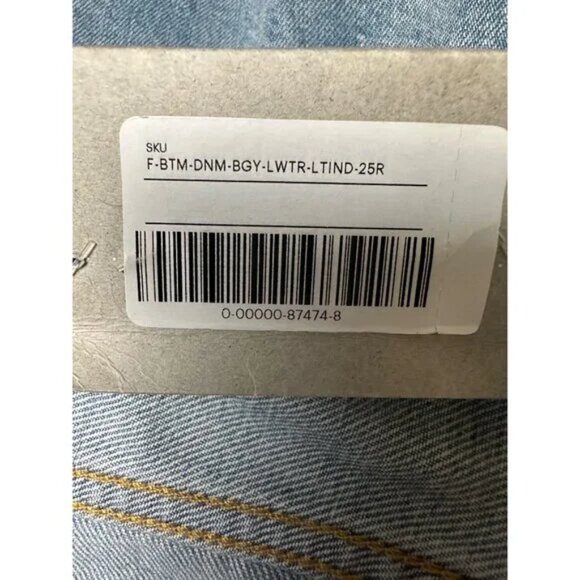 SKU
F-BTM-DNM-BGY-LWTR-LTIND-25R
0-00000-87474-8